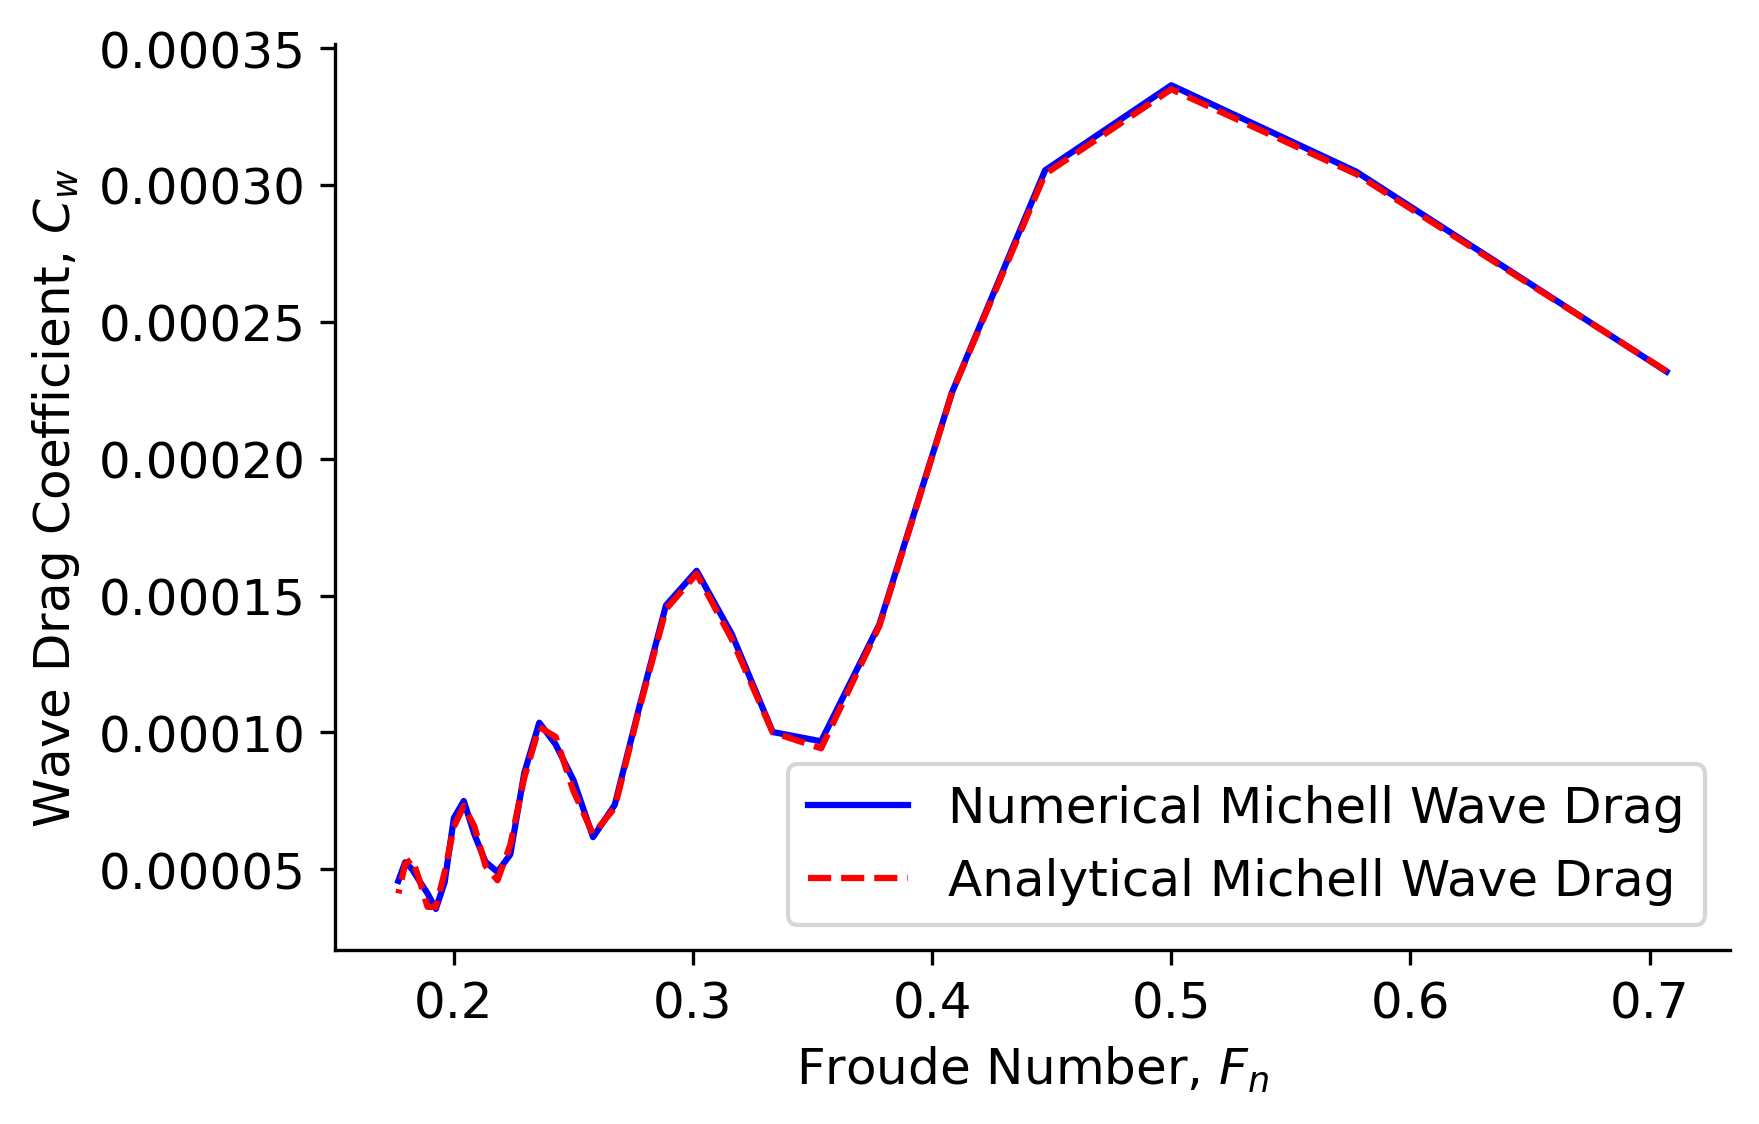 Wave Drag Coefficient, C_w
0.00035
0.00030
0.00025
0.00020
0.00015
0.00010
0.00005
Numerical Michell Wave Drag
Analytical Michell Wave Drag
0.2 0.3 0.4 0.5 0.6 0.7
Froude Number, F_n